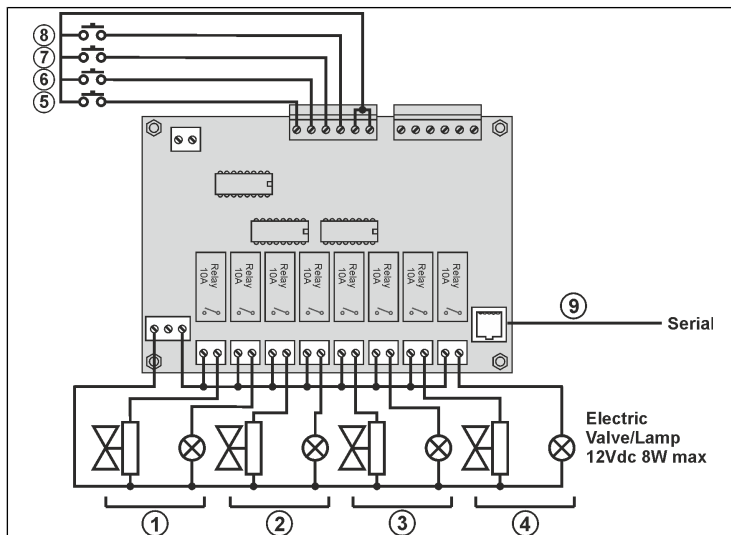 8
7
6
5
Relay 10A
Relay 10A
Relay 10A
Relay 10A
Relay 10A
Relay 10A
Relay 10A
Relay 10A
9
Serial
Electric
Valve/Lamp
12Vdc 8W max
1
2
3
4